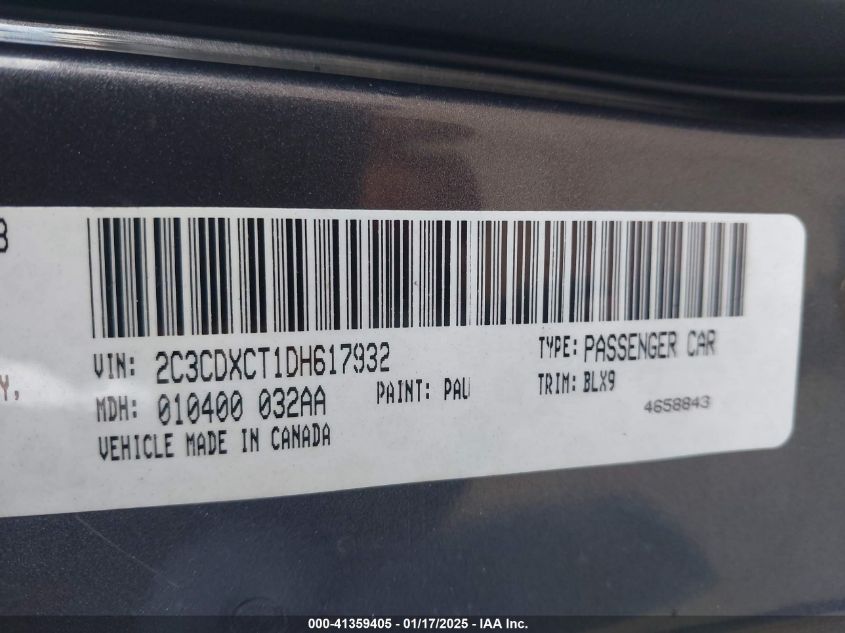 3
VIN: 2C3CDXCT1DH617932
TYPE: PASSENGER CAR
Y,
MDH: 010400 032AA
PAINT: PAU
TRIM: BLX9
4658843
VEHICLE MADE IN CANADA
000-41359405 - 01/17/2025 - IAA Inc.